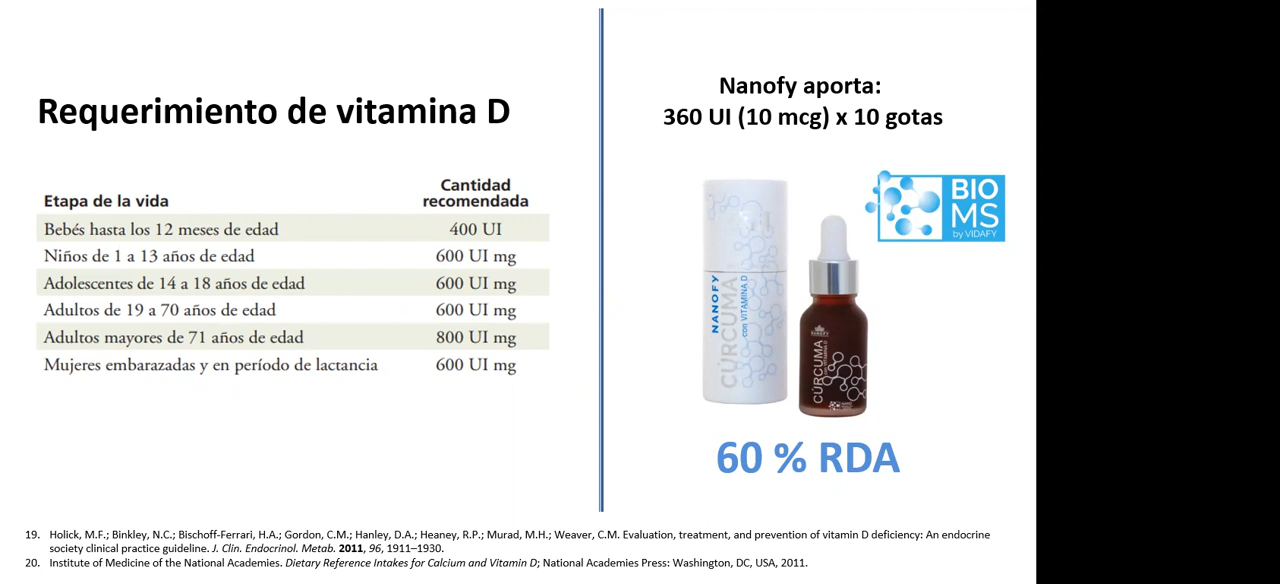 Requerimiento de vitamina D
Etapa de la vida Cantidad recomendada
Bebés hasta los 12 meses de edad 400 UI
Niños de 1 a 13 años de edad 600 UI mg
Adolescentes de 14 a 18 años de edad 600 UI mg
Adultos de 19 a 70 años de edad 600 UI mg
Adultos mayores de 71 años de edad 800 UI mg
Mujeres embarazadas y en período de lactancia 600 UI mg
Nanofy aporta:
360 UI (10 mcg) x 10 gotas
BIO
MS
by VIDAFY
NANOFY
CÚRCUMA
con VITAMINA D
NANOFY
CÚRCUMA
60 % RDA
19. Holick, M.F.; Binkley, N.C.; Bischoff-Ferrari, H.A.; Gordon, C.M.; Hanley, D.A.; Heaney, R.P.; Murad, M.H.; Weaver, C.M. Evaluation, treatment, and prevention of vitamin D deficiency: An endocrine
society clinical practice guideline. J. Clin. Endocrinol. Metab. 2011, 96, 1911–1930.
20. Institute of Medicine of the National Academies. Dietary Reference Intakes for Calcium and Vitamin D; National Academies Press: Washington, DC, USA, 2011.